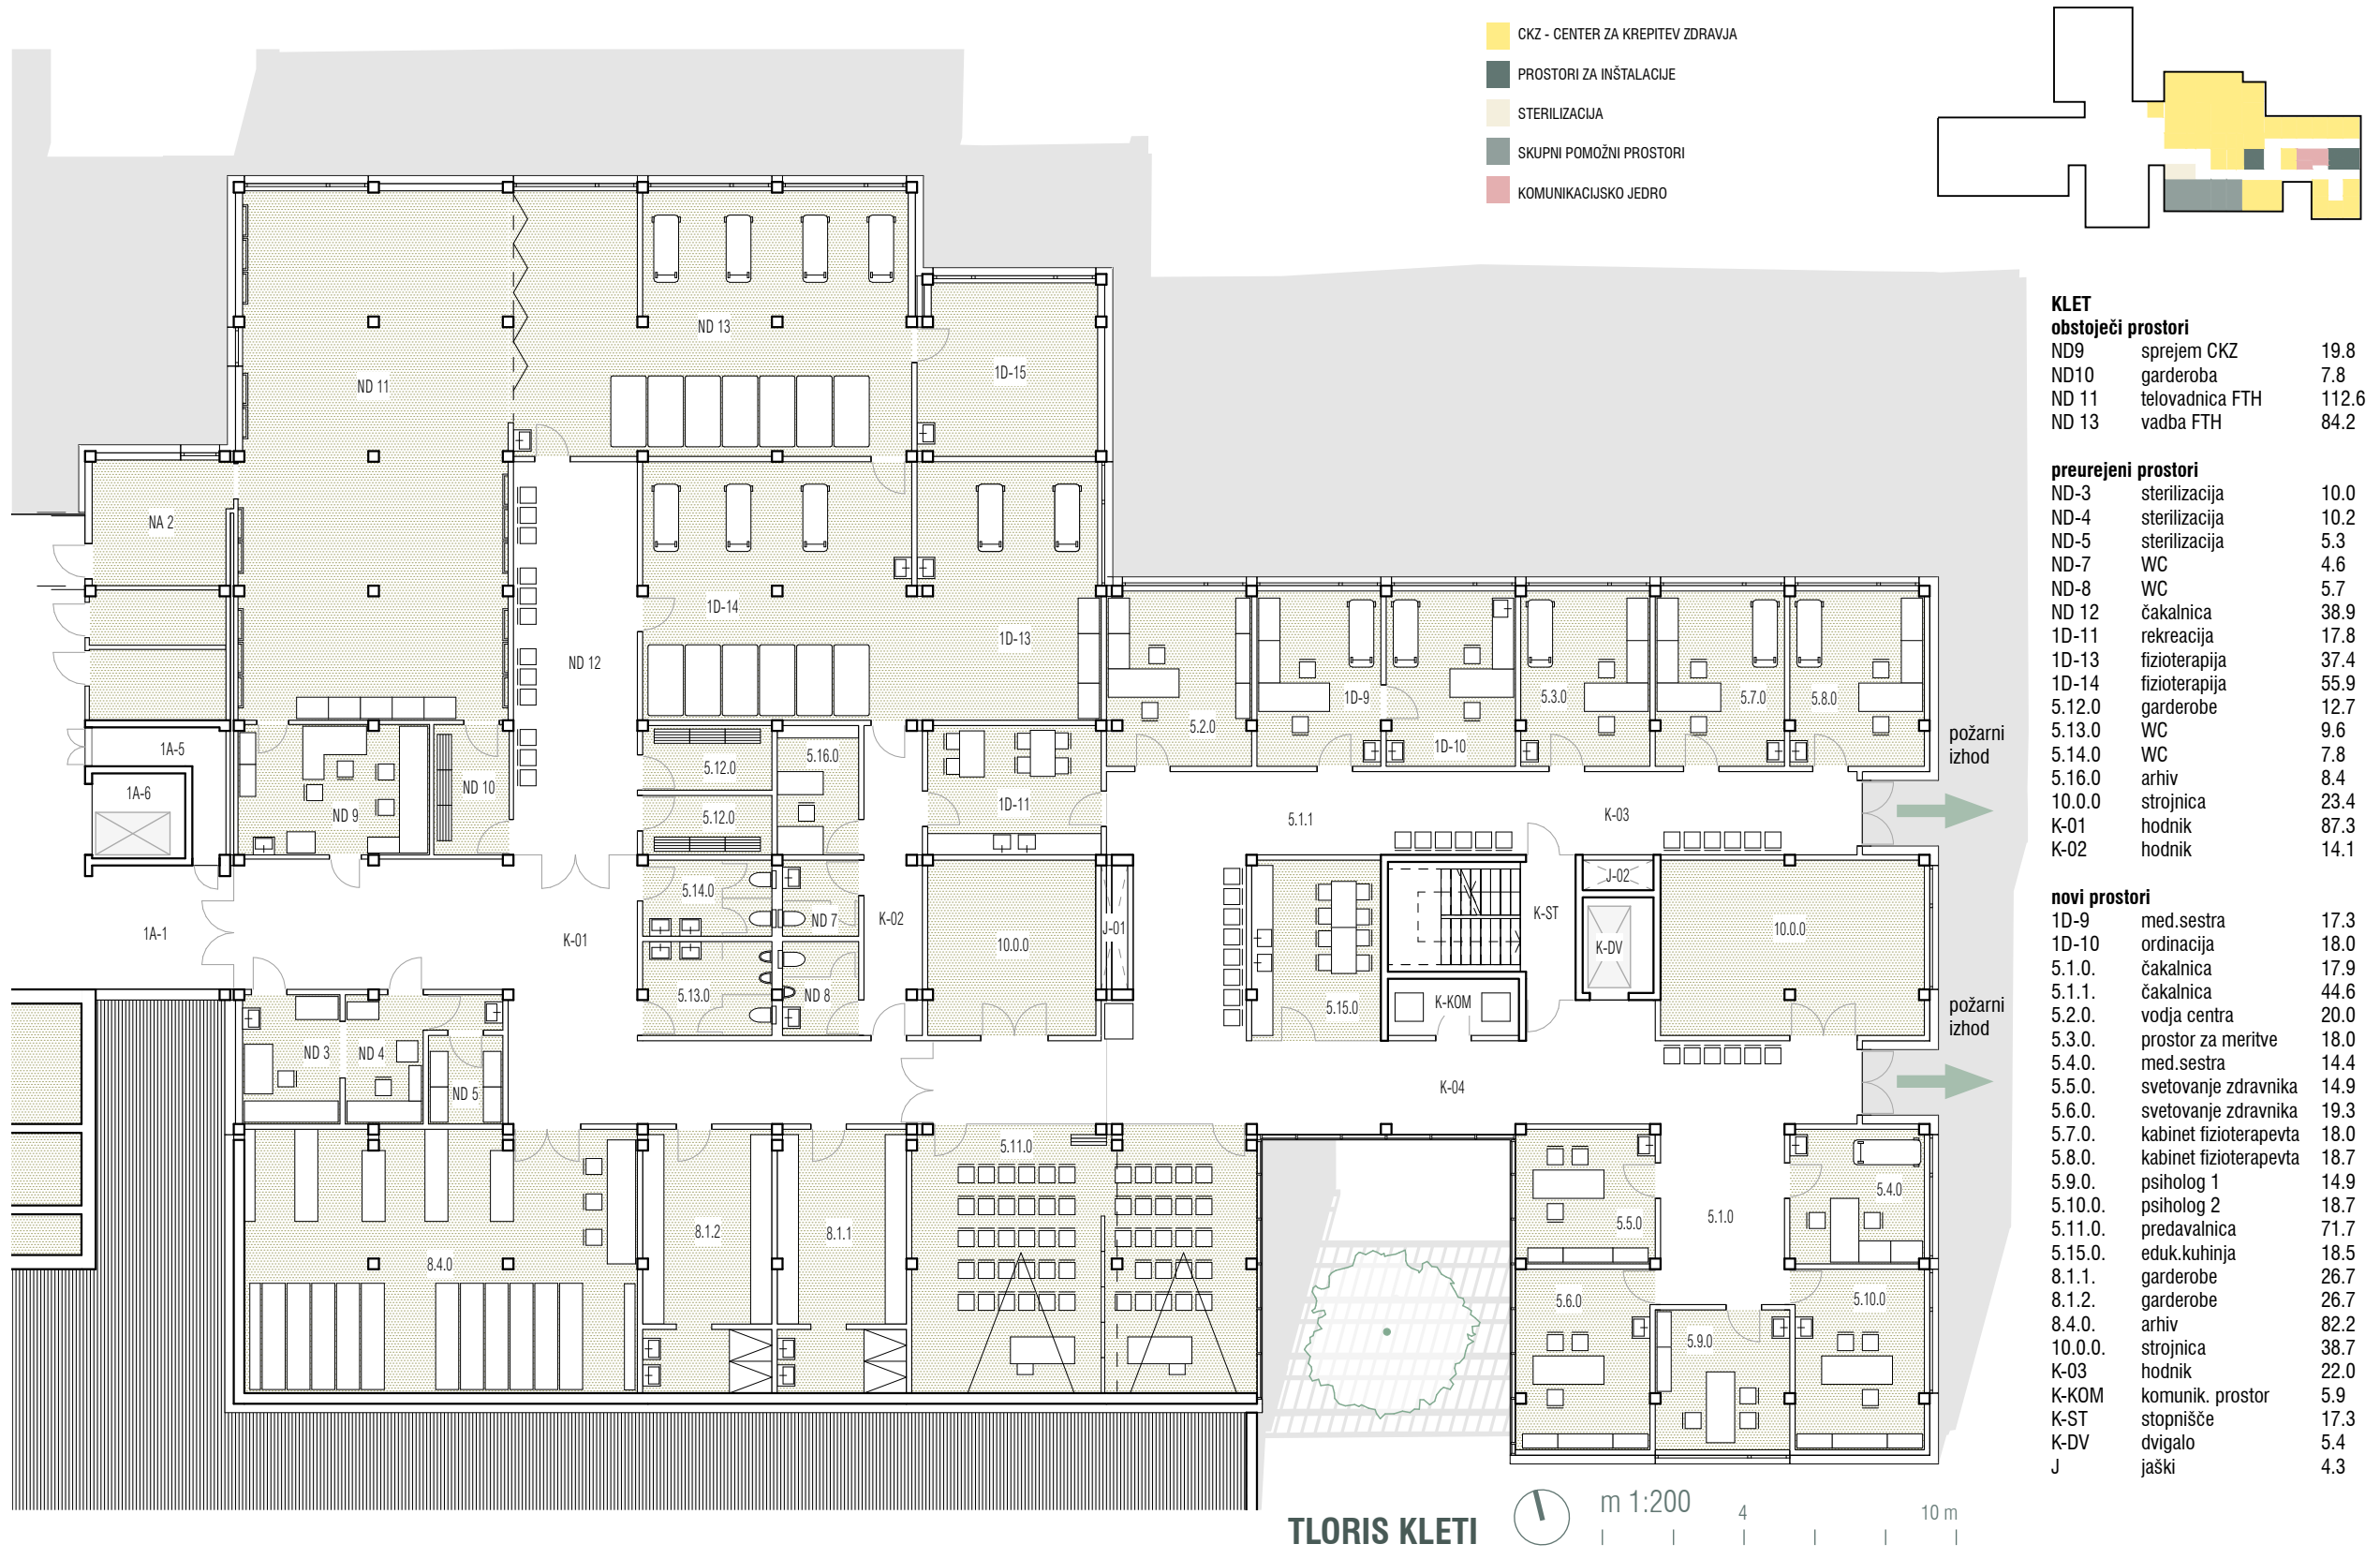 CKZ - CENTER ZA KREPITEV ZDRAVJA
PROSTORI ZA INŠTALACIJE
STERILIZACIJA
SKUPNI POMOŽNI PROSTORI
KOMUNIKACIJSKO JEDRO
KLET
obstoječi prostori
ND9 sprejem CKZ 19.8
ND10 garderoba 7.8
ND 11 telovadnica FTH 112.6
ND 13 vadba FTH 84.2
preurejeni prostori
ND-3 sterilizacija 10.0
ND-4 sterilizacija 10.2
ND-5 sterilizacija 5.3
ND-7 WC 4.6
ND-8 WC 5.7
ND 12 čakalnica 38.9
1D-11 rekreacija 17.8
1D-13 fizioterapija 37.4
1D-14 fizioterapija 55.9
5.12.0 garderobe 12.7
5.13.0 WC 9.6
5.14.0 WC 7.8
5.16.0 arhiv 8.4
10.0.0 strojnica 23.4
K-01 hodnik 87.3
K-02 hodnik 14.1
novi prostori
1D-9 med.sestra 17.3
1D-10 ordinacija 18.0
5.1.0. čakalnica 17.9
5.1.1. čakalnica 44.6
5.2.0. vodja centra 20.0
5.3.0. prostor za meritve 18.0
5.4.0. med.sestra 14.4
5.5.0. svetovanje zdravnika 14.9
5.6.0. svetovanje zdravnika 19.3
5.7.0. kabinet fizioterapevta 18.0
5.8.0. kabinet fizioterapevta 18.7
5.9.0. psiholog 1 14.9
5.10.0. psiholog 2 18.7
5.11.0. predavalnica 71.7
5.15.0. eduk.kuhinja 18.5
8.1.1. garderobe 26.7
8.1.2. garderobe 26.7
8.4.0. arhiv 82.2
10.0.0. strojnica 38.7
K-03 hodnik 22.0
K-KOM komunik. prostor 5.9
K-ST stopnišče 17.3
K-DV dvigalo 5.4
J jaški 4.3
ND 13
1D-15
ND 11
NA 2
1D-14
1D-13
ND 12
1D-9
5.3.0
5.7.0
5.8.0
5.2.0
1D-10
požarni
izhod
1A-5
5.16.0
5.12.0
1A-6
ND 10
ND 9
1D-11
5.12.0
5.1.1
K-03
J-02
5.14.0
ND 7
K-02
J-01
K-ST
1A-1
K-01
10.0.0
K-DV
10.0.0
5.13.0
ND 8
K-KOM
5.15.0
požarni
izhod
ND 3
ND 4
ND 5
K-04
5.11.0
5.4.0
5.1.0
5.5.0
8.1.2
8.1.1
8.4.0
5.6.0
5.10.0
5.9.0
TLORIS KLETI
m 1:200
4
10 m